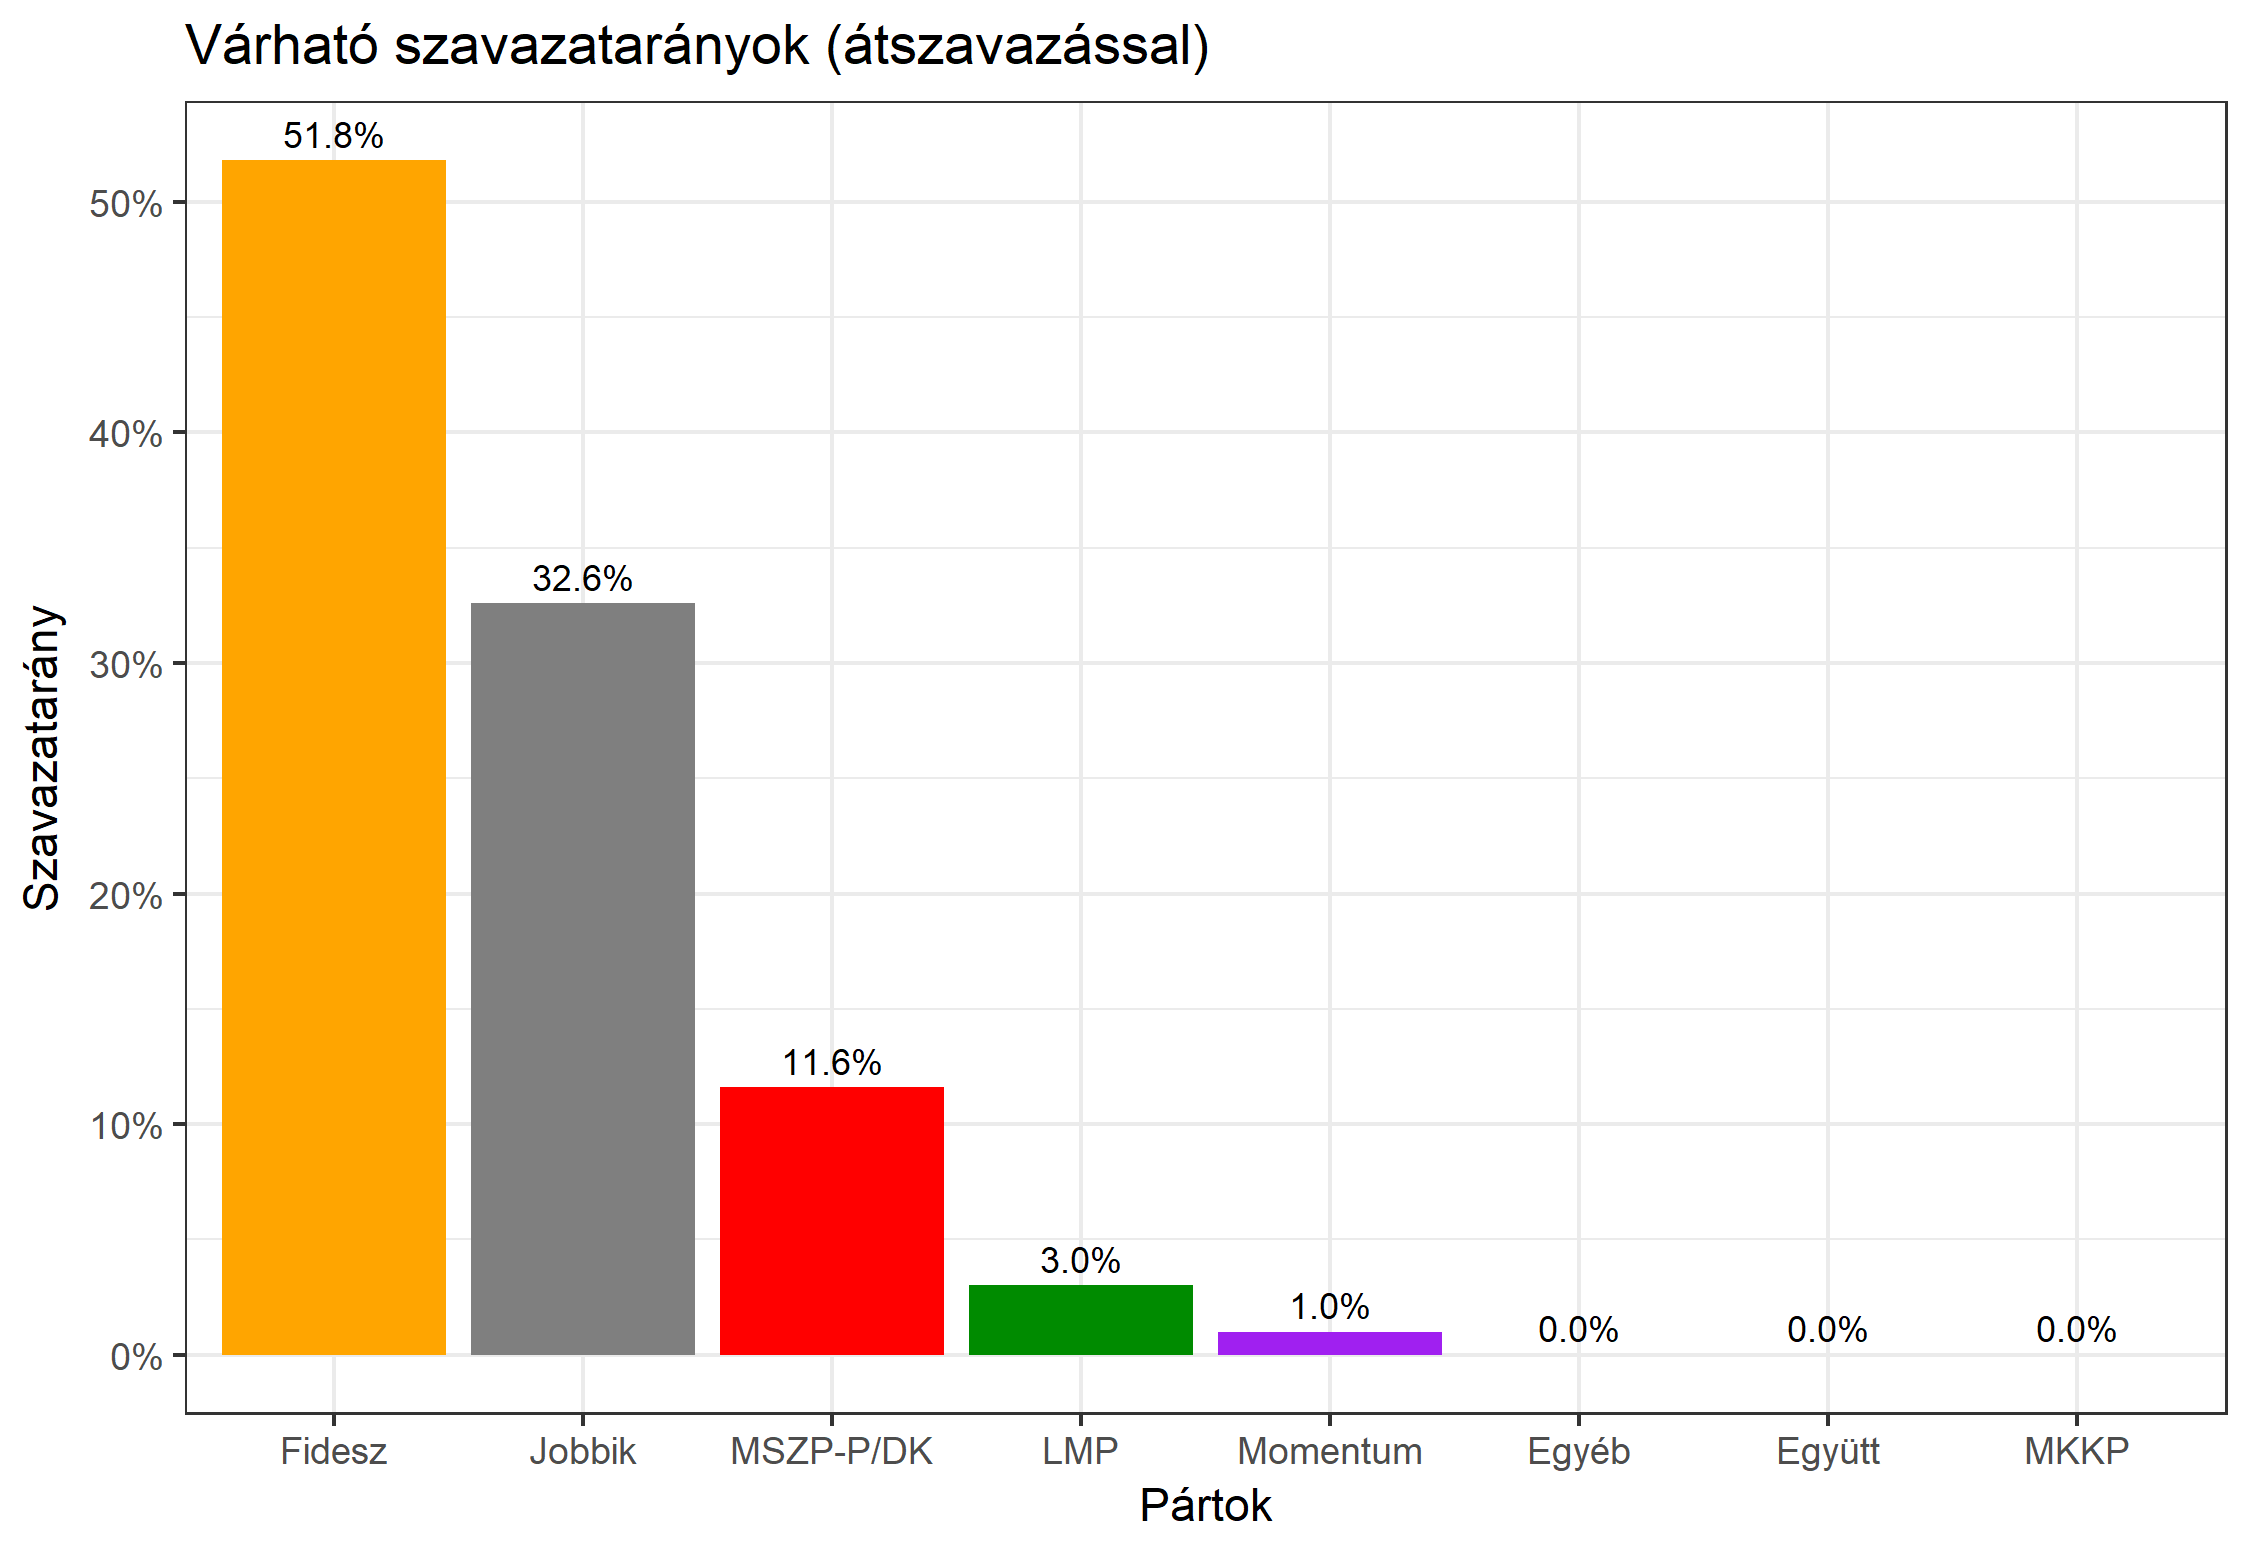 Várható szavazatarányok (átszavazással)
51.8%
32.6%
11.6%
3.0%
1.0%
0.0%
0.0%
0.0%
50%
40%
30%
20%
10%
0%
Szavazatarány
Fidesz
Jobbik
MSZP-P/DK
LMP
Momentum
Egyéb
Együtt
MKKP
Pártok